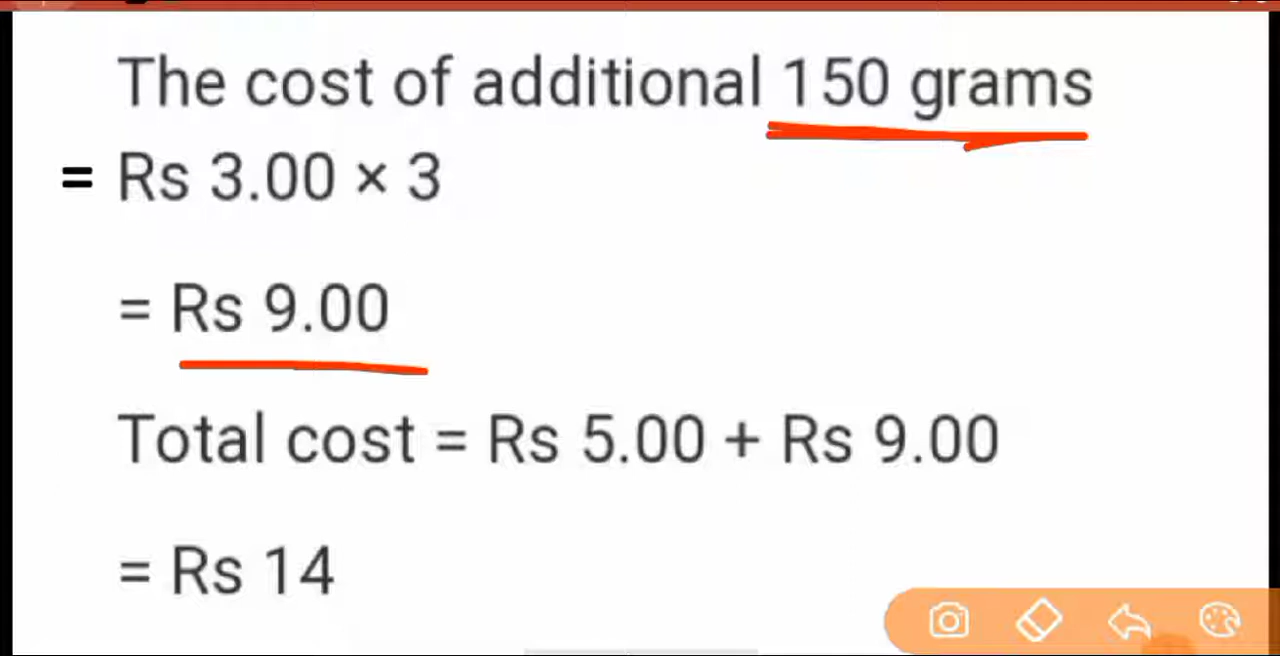 The cost of additional 150 grams
= Rs 3.00 × 3
= Rs 9.00
Total cost = Rs 5.00 + Rs 9.00
= Rs 14